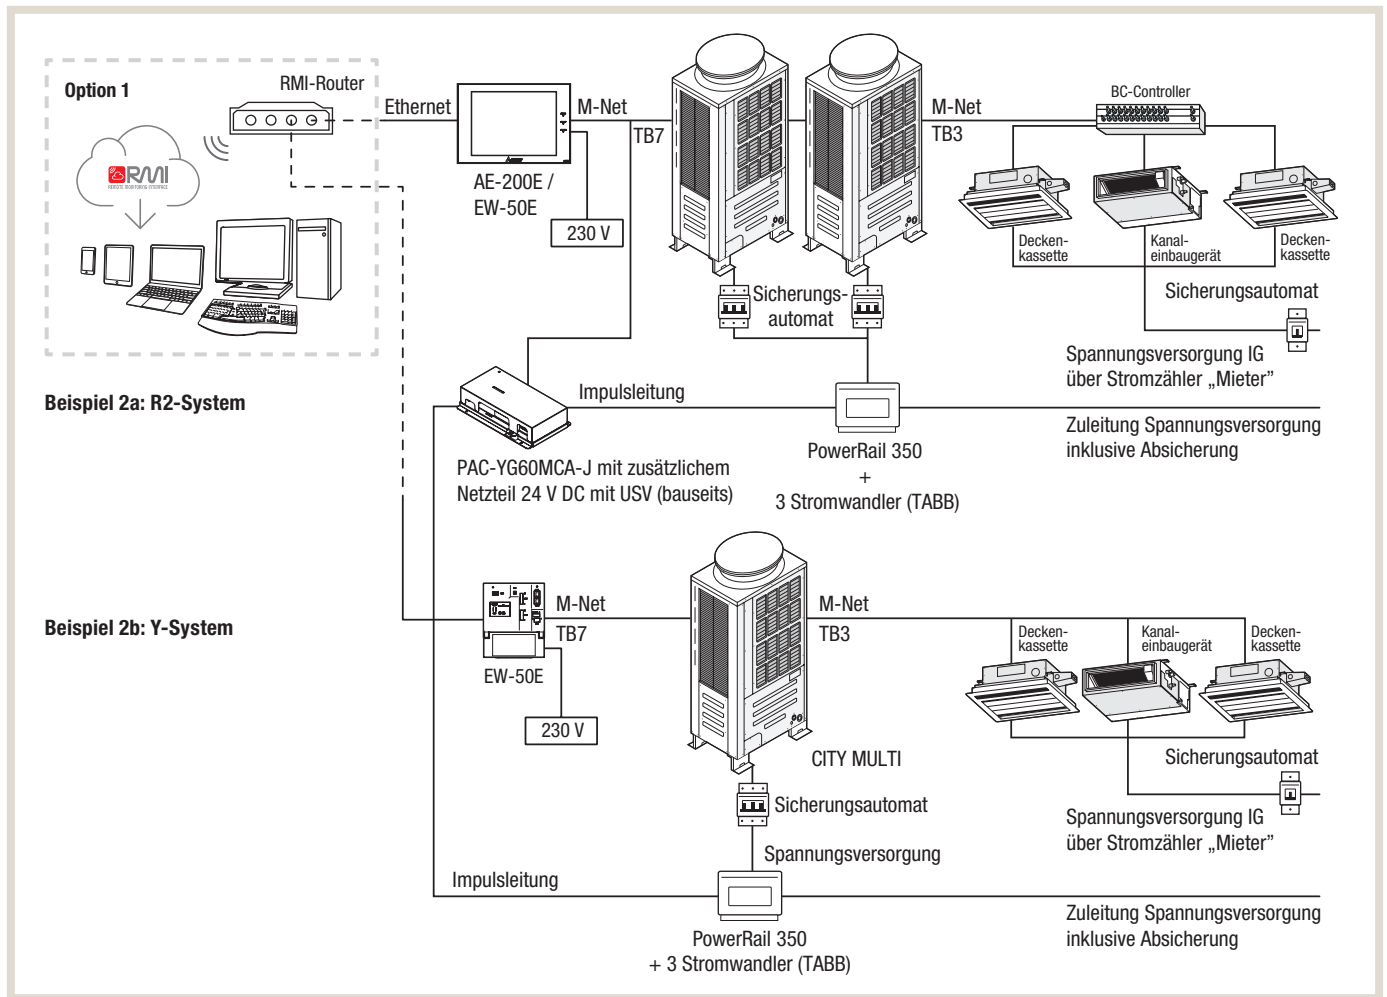 Option 1
RMI-Router
RMI
REMOTE MONITORING INTERFACE
Ethernet
M-Net
TB7
AE-200E /
EW-50E
230 V
M-Net
TB3
BC-Controller
Decken-
kassette
Kanal-
einbaugerät
Decken-
kassette
Sicherungs-
automat
Sicherungsautomat
Spannungsversorgung IG
über Stromzähler „Mieter”
Beispiel 2a: R2-System
Impulsleitung
PAC-YG60MCA-J mit zusätzlichem
Netzteil 24 V DC mit USV (bauseits)
PowerRail 350
+
3 Stromwandler (TABB)
Zuleitung Spannungsversorgung
inklusive Absicherung
Beispiel 2b: Y-System
EW-50E
M-Net
TB7
230 V
M-Net
TB3
CITY MULTI
Decken-
kassette
Kanal-
einbaugerät
Decken-
kassette
Sicherungsautomat
Sicherungsautomat
Spannungsversorgung IG
über Stromzähler „Mieter”
Spannungsversorgung
Impulsleitung
PowerRail 350
+ 3 Stromwandler (TABB)
Zuleitung Spannungsversorgung
inklusive Absicherung